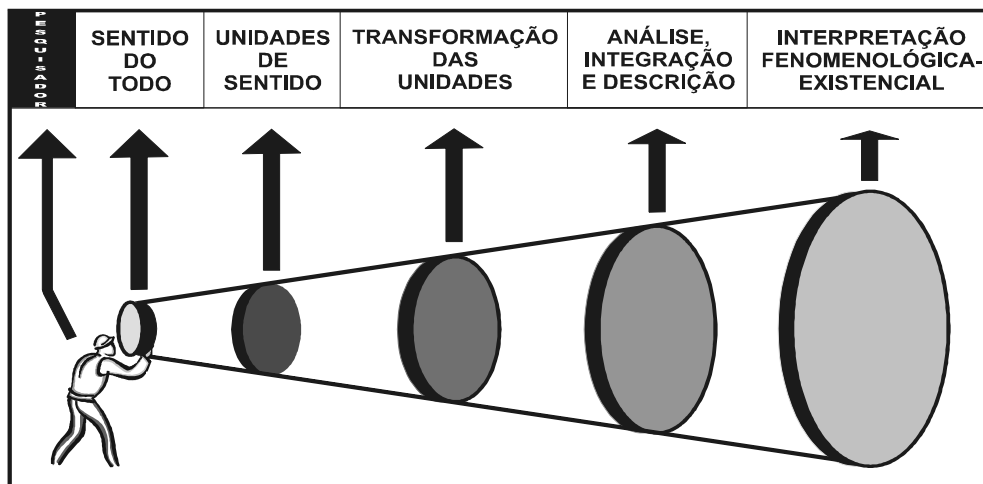 PESQUISADOR
SENTIDO
DO
TODO
UNIDADES
DE
SENTIDO
TRANSFORMAÇÃO
DAS
UNIDADES
ANÁLISE,
INTEGRAÇÃO
E DESCRIÇÃO
INTERPRETAÇÃO
FENOMENOLÓGICA-
EXISTENCIAL